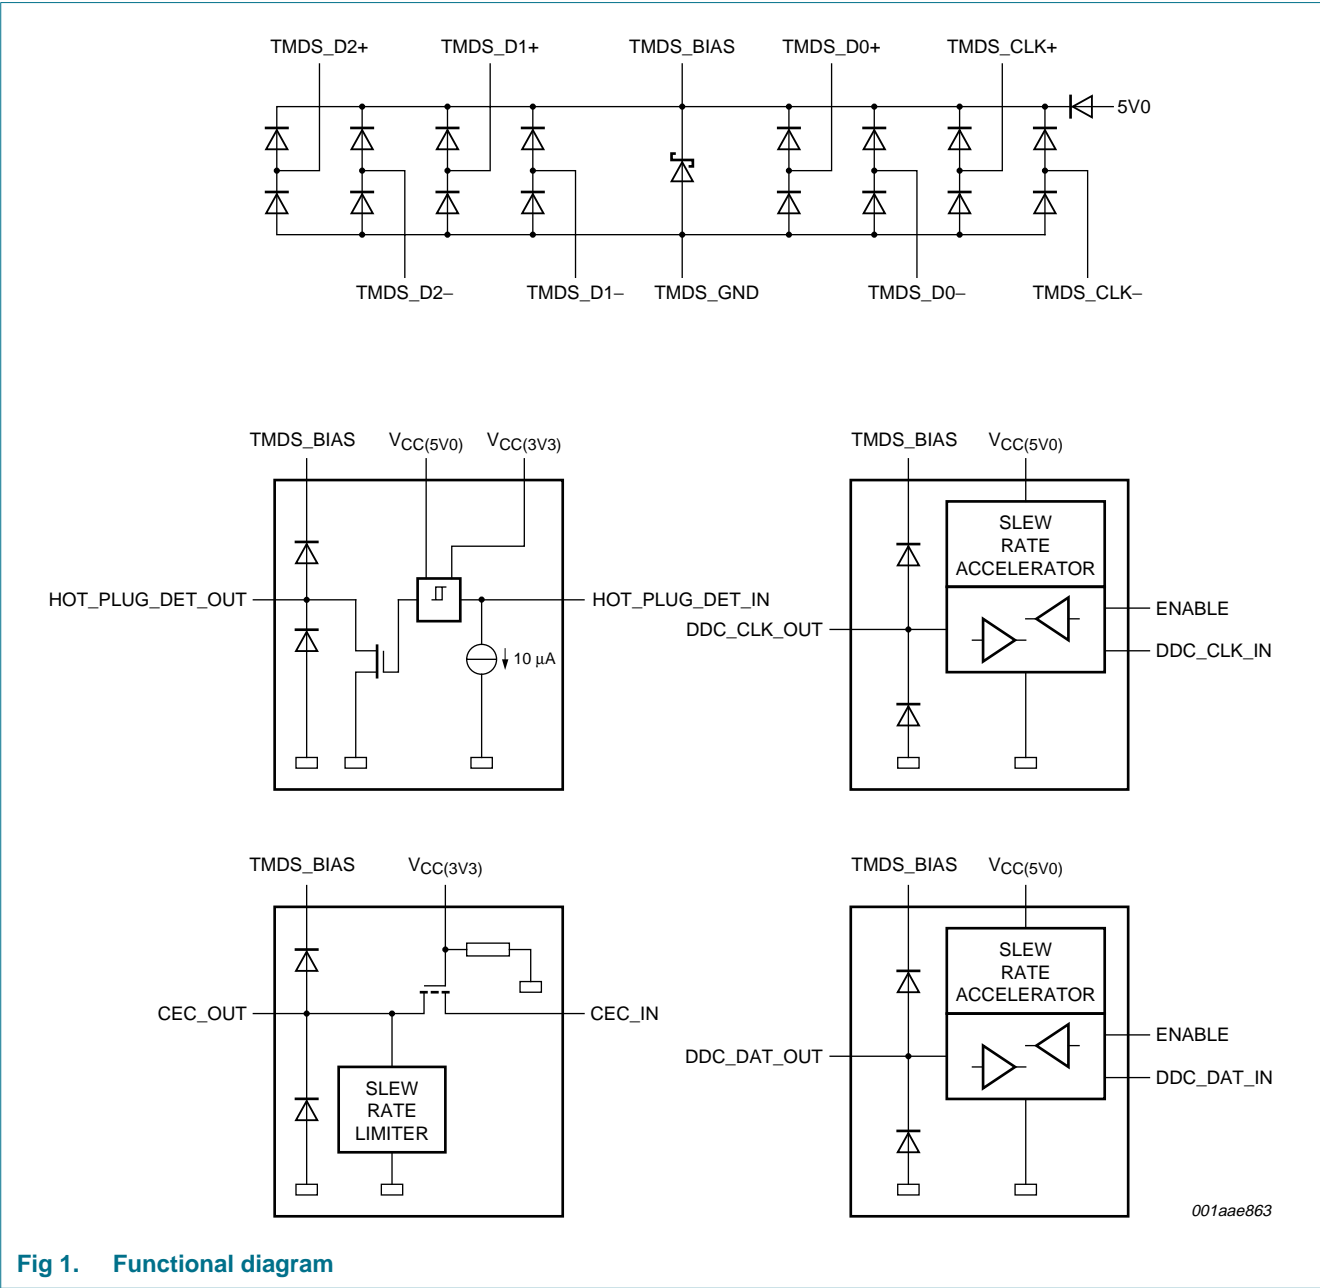 TMDS_D2+ TMDS_D1+ TMDS_BIAS TMDS_D0+ TMDS_CLK+
5V0
TMDS_D2− TMDS_D1− TMDS_GND TMDS_D0− TMDS_CLK−
TMDS_BIAS VCC(5V0) VCC(3V3)
HOT_PLUG_DET_OUT
HOT_PLUG_DET_IN
10 μA
TMDS_BIAS VCC(5V0)
SLEW
RATE
ACCELERATOR
DDC_CLK_OUT
ENABLE
DDC_CLK_IN
TMDS_BIAS VCC(3V3)
CEC_OUT
CEC_IN
SLEW
RATE
LIMITER
TMDS_BIAS VCC(5V0)
SLEW
RATE
ACCELERATOR
DDC_DAT_OUT
ENABLE
DDC_DAT_IN
001aae863
Fig 1. Functional diagram